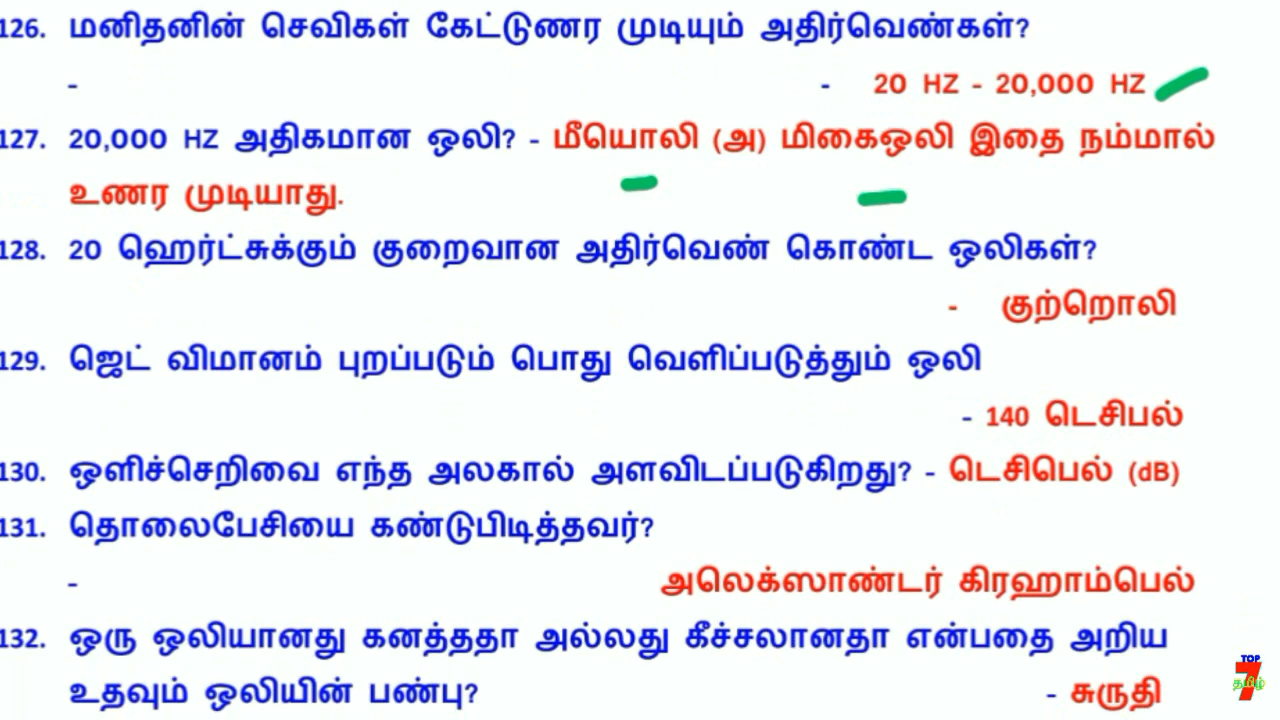 126. மனிதனின் செவிகள் கேட்டுணர முடியும் அதிர்வெண்கள்?
- - 20 HZ – 20,000 HZ
127. 20,000 HZ அதிகமான ஒலி? - மீயொலி (அ) மிகைஒலி இதை நம்மால்
உணர முடியாது.
128. 20 ஹெர்ட்சுக்கும் குறைவான அதிர்வெண் கொண்ட ஒலிகள்?
- குற்றொலி
129. ஜெட் விமானம் புறப்படும் பொது வெளிப்படுத்தும் ஒலி
- 140 டெசிபல்
130. ஒளிச்செறிவை எந்த அலகால் அளவிடப்படுகிறது? - டெசிபெல் (dB)
131. தொலைபேசியை கண்டுபிடித்தவர்?
- அலெக்ஸாண்டர் கிரஹாம்பெல்
132. ஒரு ஒலியானது கனத்ததா அல்லது கீச்சலானதா என்பதை அறிய
உதவும் ஒலியின் பண்பு? - சுருதி
TOP
7
தமிழ்